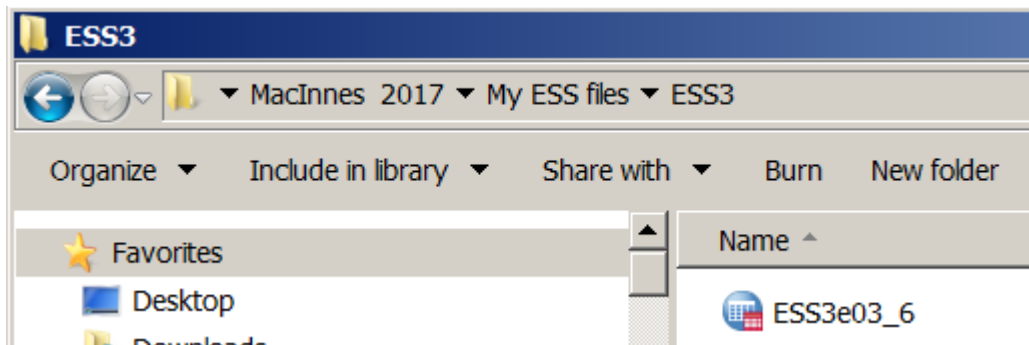 ESS3
MacInnes 2017 My ESS files ESS3
Organize Include in library Share with Burn New folder
Favorites
Name
Desktop
ESS3e03_6
Downloads